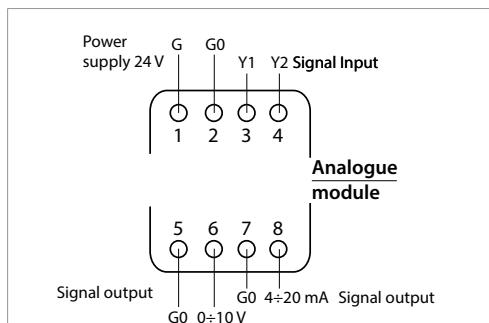 Power
supply 24 V
G
G0
Y1
Y2
Signal Input
1
2
3
4
Analogue
module
5
6
7
8
Signal output
G0
0÷10 V
G0
4÷20 mA
Signal output